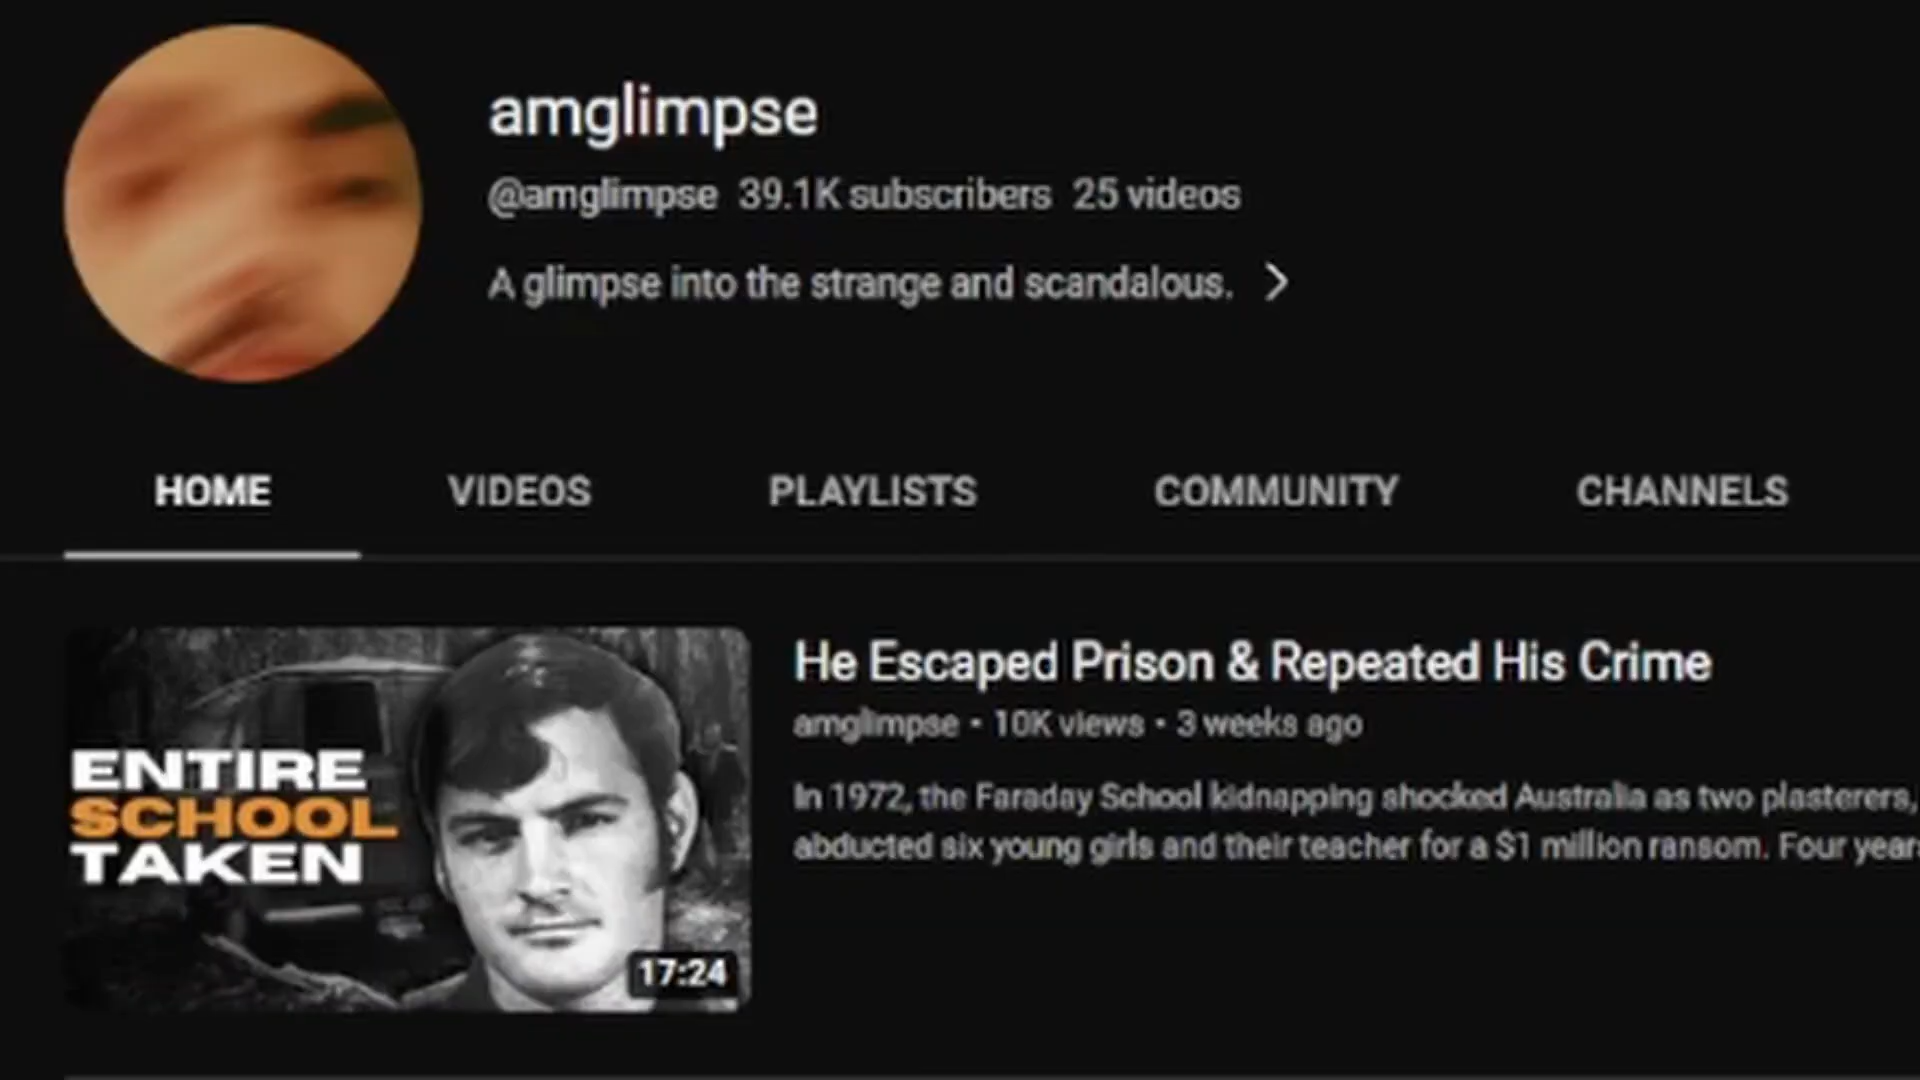 amglimpse
@amglimpse 39.1K subscribers 25 videos
A glimpse into the strange and scandalous.
HOME VIDEOS PLAYLISTS COMMUNITY CHANNELS
ENTIRE
SCHOOL
TAKEN
17:24
He Escaped Prison & Repeated His Crime
amglimpse • 10K views • 3 weeks ago
In 1972, the Faraday School kidnapping shocked Australia as two plasterers,
abducted six young girls and their teacher for a $1 million ransom. Four years